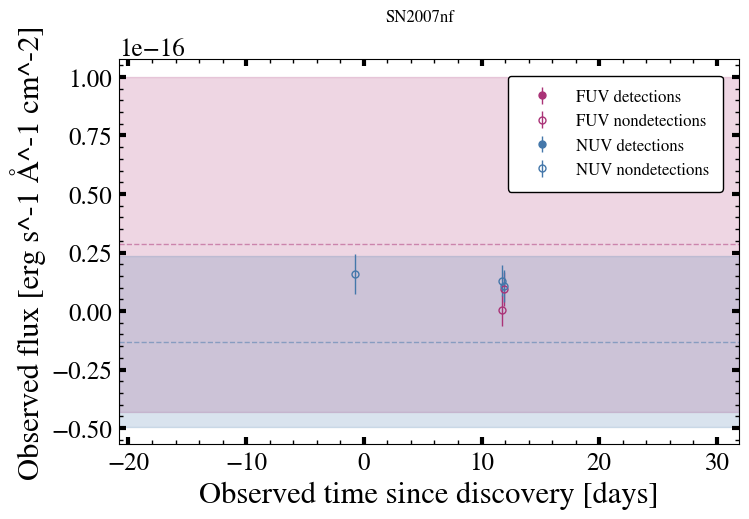 SN2007nf
1e−16
1.00
0.75
0.50
0.25
0.00
−0.25
−0.50
Observed flux [erg s^-1 Å^-1 cm^-2]
FUV detections
FUV nondetections
NUV detections
NUV nondetections
−20 −10 0 10 20 30
Observed time since discovery [days]